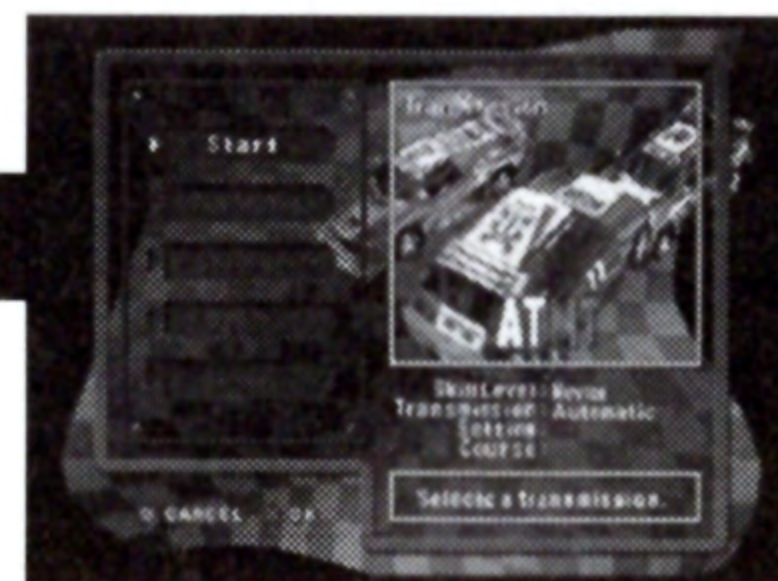 Start
Transmission
AT
Skill Level: Novice
Transmission: Automatic
Setting:
Course:
Select a transmission.
CANCEL OK